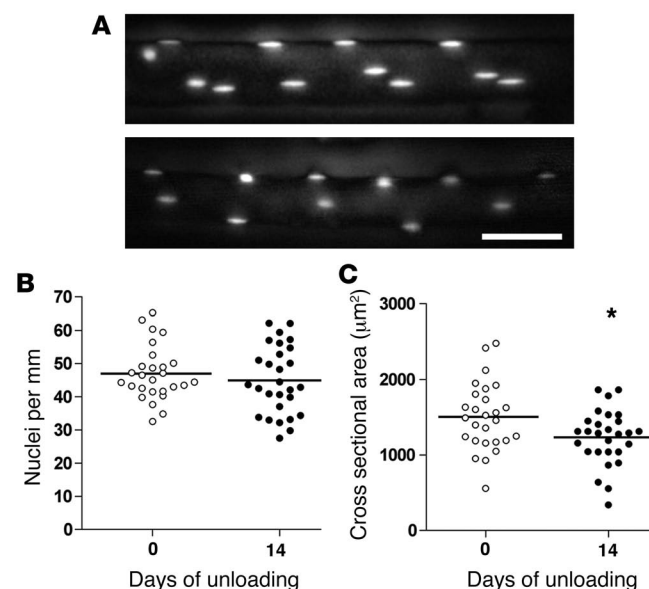 A
B
70
60
50
40
30
20
10
0
Nuclei per mm
0 14
Days of unloading
C
3000
2000
1000
0
Cross sectional area (μm²)
*
0 14
Days of unloading